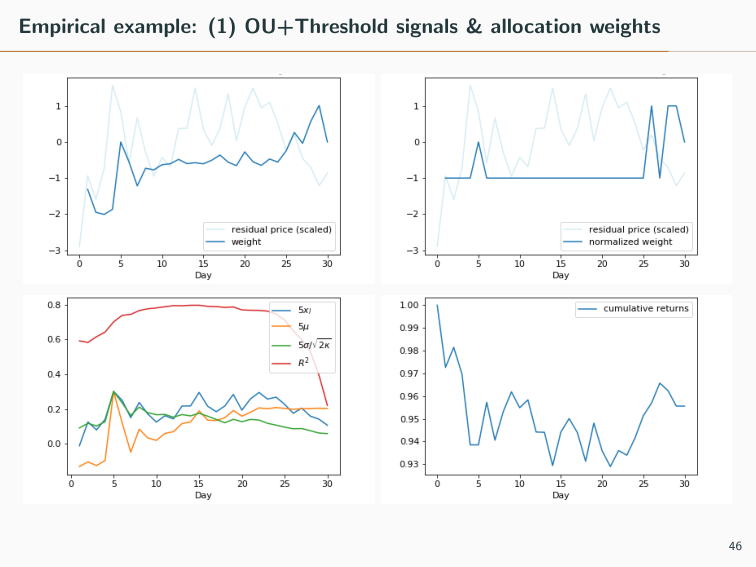 Empirical example: (1) OU+Threshold signals & allocation weights
1
0
−1
−2
−3
residual price (scaled)
weight
0 5 10 15 20 25 30
Day
1
0
−1
−2
−3
residual price (scaled)
normalized weight
0 5 10 15 20 25 30
Day
0.8
0.6
0.4
0.2
0.0
5xₗ
5μ
5σ/√2κ
R²
0 5 10 15 20 25 30
Day
1.00
0.99
0.98
0.97
0.96
0.95
0.94
0.93
cumulative returns
0 5 10 15 20 25 30
Day
46